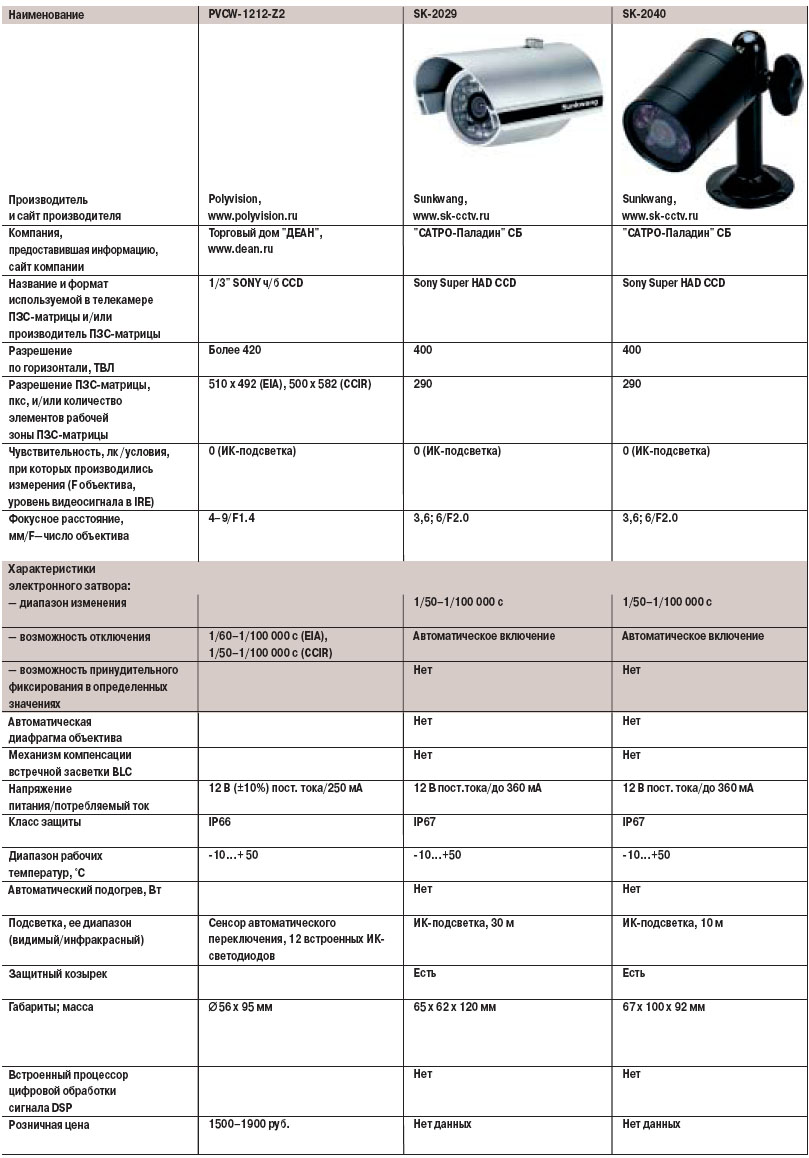 Наименование PVCW-1212-Z2 SK-2029 SK-2040
Sunkwang
Производитель Polyvision, Sunkwang, Sunkwang,
и сайт производителя www.polyvision.ru www.sk-cctv.ru www.sk-cctv.ru
Компания, Торговый дом "ДЕАН", "САТРО-Паладин" СБ "САТРО-Паладин" СБ
предоставившая информацию, www.dean.ru
сайт компании
Название и формат 1/3" SONY ч/б CCD Sony Super HAD CCD Sony Super HAD CCD
используемой в телекамере
ПЗС-матрицы и/или
производитель ПЗС-матрицы
Разрешение Более 420 400 400
по горизонтали, ТВЛ
Разрешение ПЗС-матрицы, 510 x 492 (EIA), 500 x 582 (CCIR) 290 290
пкс, и/или количество
элементов рабочей
зоны ПЗС-матрицы
Чувствительность, лк /условия, 0 (ИК-подсветка) 0 (ИК-подсветка) 0 (ИК-подсветка)
при которых производились
измерения (F объектива,
уровень видеосигнала в IRE)
Фокусное расстояние, 4–9/F1.4 3,6; 6/F2.0 3,6; 6/F2.0
мм/F—число объектива
Характеристики
электронного затвора:
— диапазон изменения 1/50–1/100 000 с 1/50–1/100 000 с
— возможность отключения 1/60–1/100 000 с (EIA), Автоматическое включение Автоматическое включение
1/50–1/100 000 с (CCIR)
— возможность принудительного Нет Нет
фиксирования в определенных
значениях
Автоматическая Нет Нет
диафрагма объектива
Механизм компенсации Нет Нет
встречной засветки BLC
Напряжение 12 В (±10%) пост. тока/250 мА 12 В пост.тока/до 360 мА 12 В пост. тока/до 360 мА
питания/потребляемый ток
Класс защиты IP66 IP67 IP67
Диапазон рабочих -10...+ 50 -10...+50 -10...+50
температур, °С
Автоматический подогрев, Вт Нет Нет
Подсветка, ее диапазон Сенсор автоматического ИК-подсветка, 30 м ИК-подсветка, 10 м
(видимый/инфракрасный) переключения, 12 встроенных ИК-
светодиодов
Защитный козырек Есть Есть
Габариты; масса Ø 56 x 95 мм 65 x 62 x 120 мм 67 x 100 x 92 мм
Встроенный процессор Нет Нет
цифровой обработки
сигнала DSP
Розничная цена 1500–1900 руб. Нет данных Нет данных